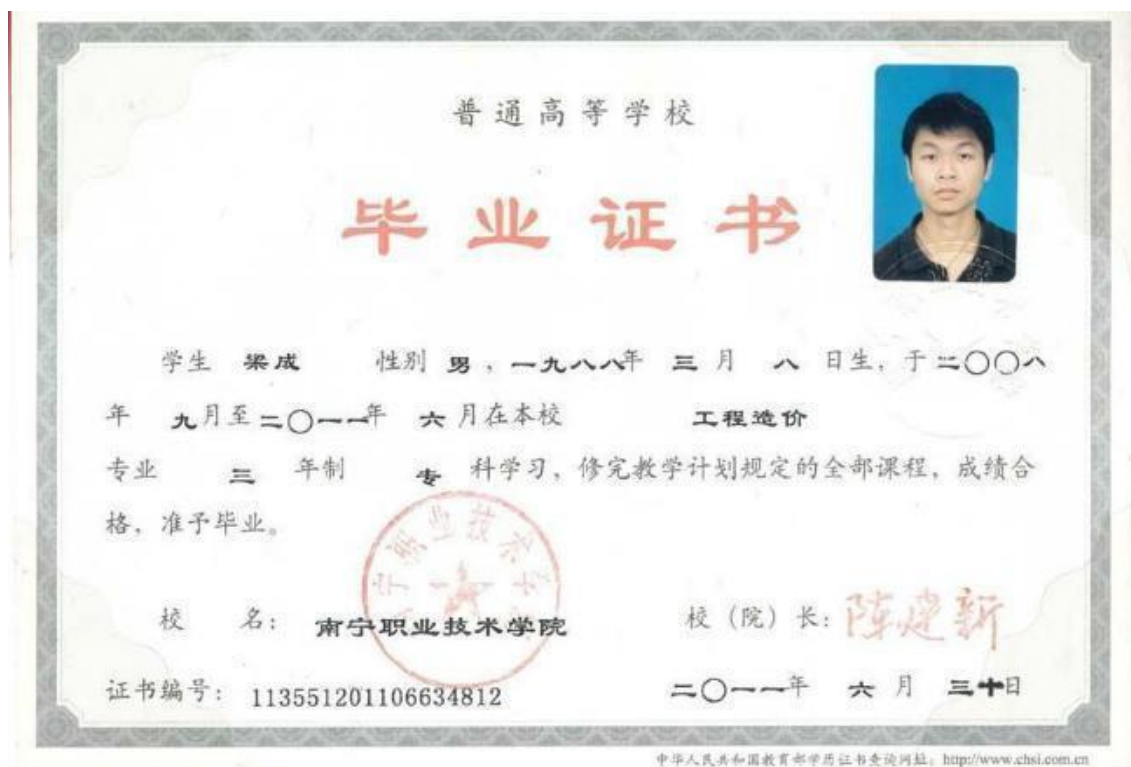 普通高等学校
毕业证书
学生 梁成 性别 男，一九八八年 三月 八 日生，于二〇〇八
年 九月至二〇一一年 六月在本校 工程造价
专业 三 年制 专 科学习，修完教学计划规定的全部课程，成绩合
格，准予毕业。
职业技术学
校 名：南宁职业技术学院
校（院）长：陈建新
证书编号：113551201106634812
二〇一一年 六月 三十日
中华人民共和国教育部学历证书查询网址：http://www.chsi.com.cn